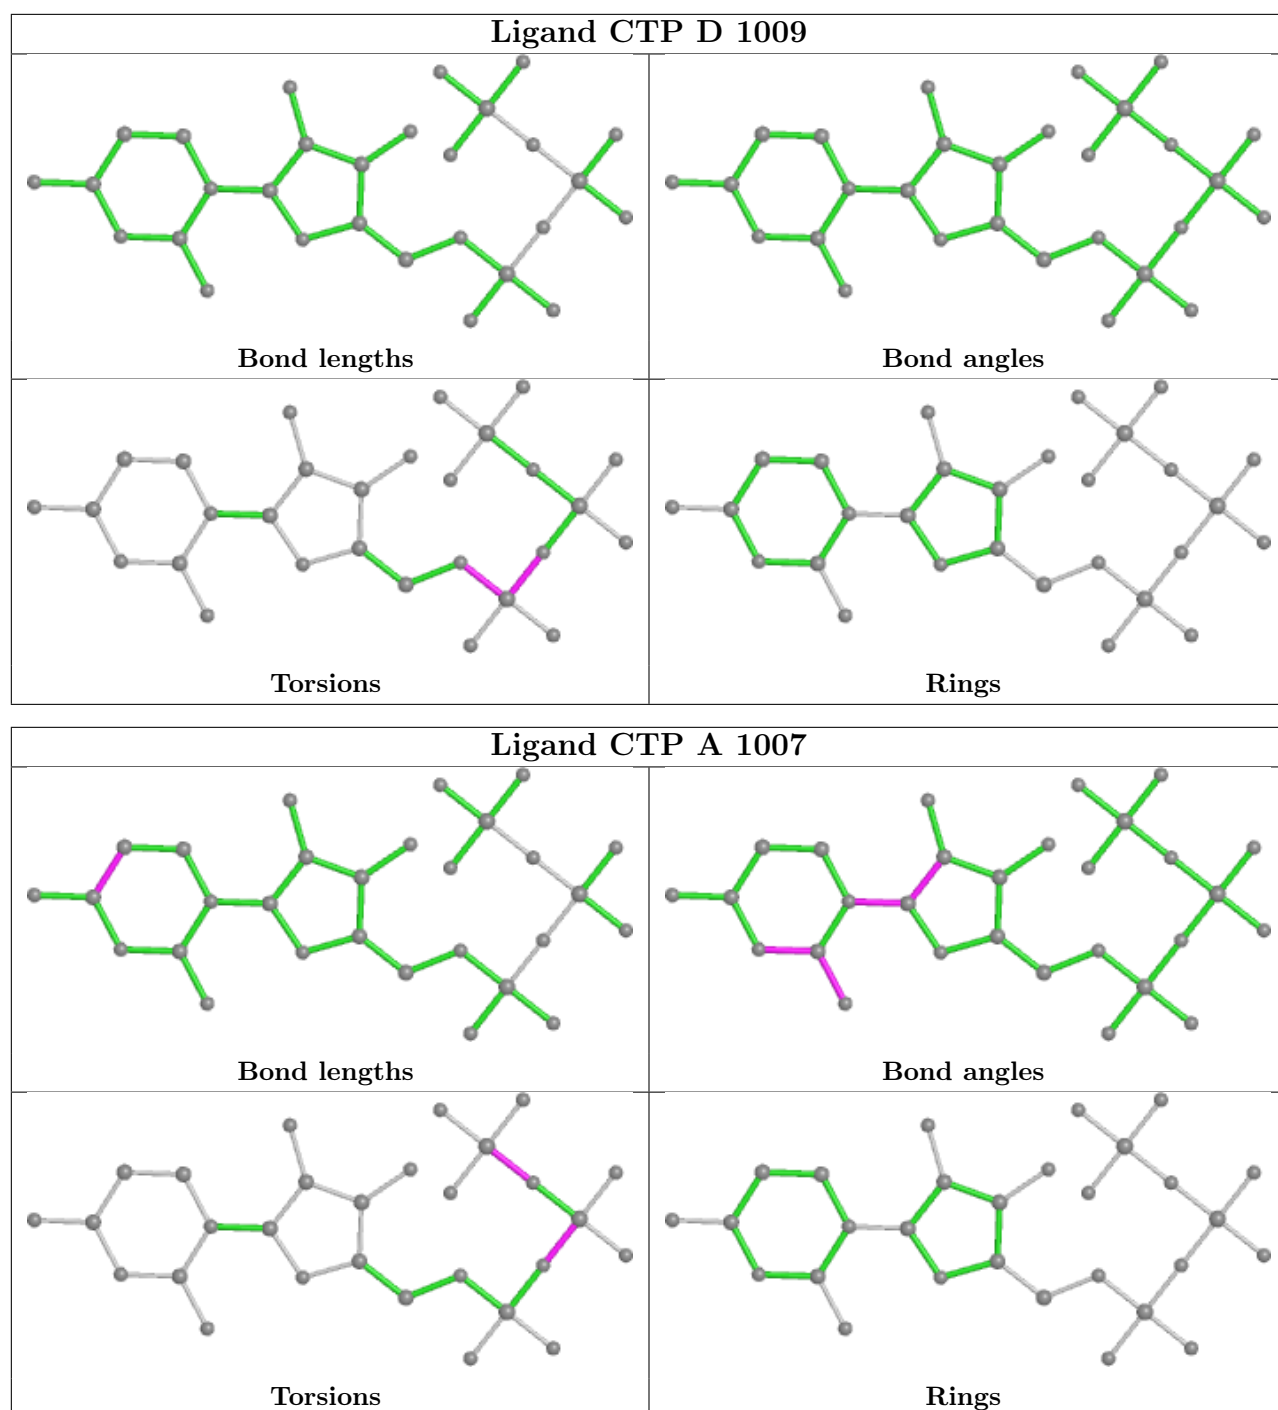 Ligand CTP D 1009
Bond lengths
Bond angles
Torsions
Rings
Ligand CTP A 1007
Bond lengths
Bond angles
Torsions
Rings